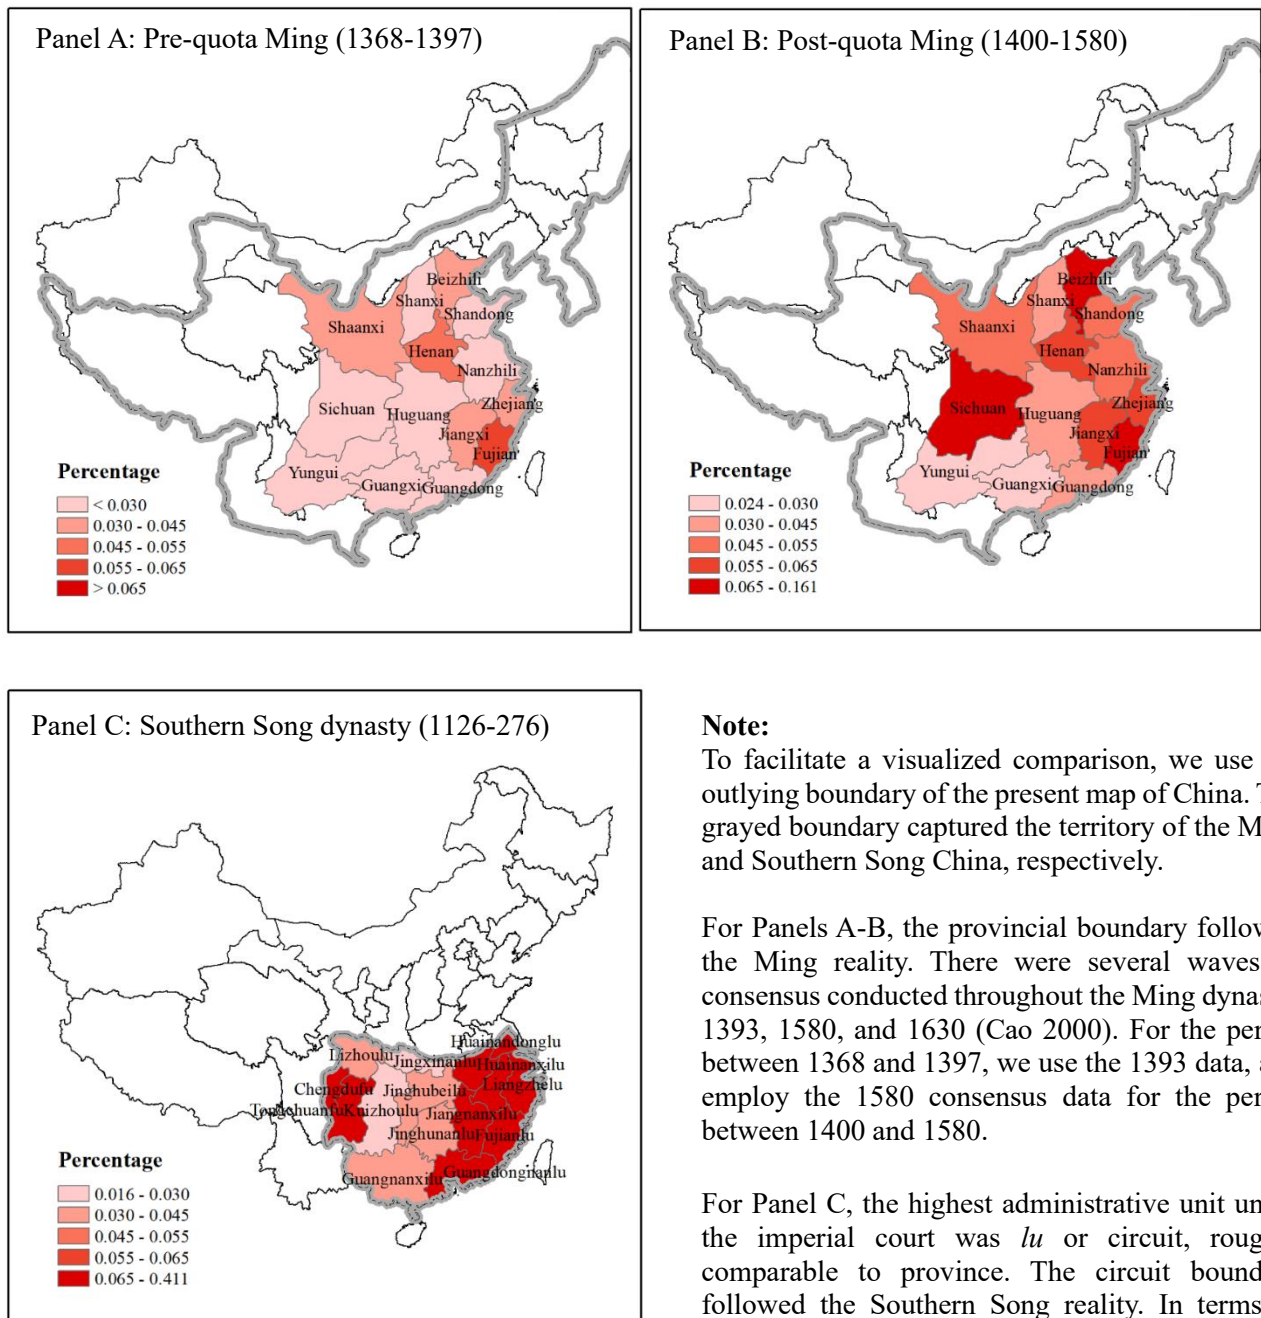 Panel A: Pre-quota Ming (1368-1397)
Beizhili
Shanxi
Shandong
Shaanxi
Henan
Nanzhili
Sichuan
Huguang
Zhejiang
Jiangxi
Fujian
Yungui
Guangxi
Guangdong
Percentage
< 0.030
0.030 - 0.045
0.045 - 0.055
0.055 - 0.065
> 0.065
Panel B: Post-quota Ming (1400-1580)
Beizhili
Shanxi
Shandong
Shaanxi
Henan
Nanzhili
Sichuan
Huguang
Zhejiang
Jiangxi
Fujian
Yungui
Guangxi
Guangdong
Percentage
0.024 - 0.030
0.030 - 0.045
0.045 - 0.055
0.055 - 0.065
0.065 - 0.161
Panel C: Southern Song dynasty (1126-276)
Huainandonglu
Lizhoulu
Jingxinanlu
Huainanxilu
Chengdufu
Jinghubeilu
Liangzhelu
Tongchuanfu
Kuizhoulu
Jiangnanxilu
Jinghunanlu
Fujianlu
Guangnanxilu
Guangdongnanlu
Percentage
0.016 - 0.030
0.030 - 0.045
0.045 - 0.055
0.055 - 0.065
0.065 - 0.411
Note:
To facilitate a visualized comparison, we use
outlying boundary of the present map of China. T
grayed boundary captured the territory of the M
and Southern Song China, respectively.
For Panels A-B, the provincial boundary follow
the Ming reality. There were several waves
consensus conducted throughout the Ming dynas
1393, 1580, and 1630 (Cao 2000). For the per
between 1368 and 1397, we use the 1393 data, a
employ the 1580 consensus data for the per
between 1400 and 1580.
For Panel C, the highest administrative unit un
the imperial court was lu or circuit, roug
comparable to province. The circuit bound
followed the Southern Song reality. In terms